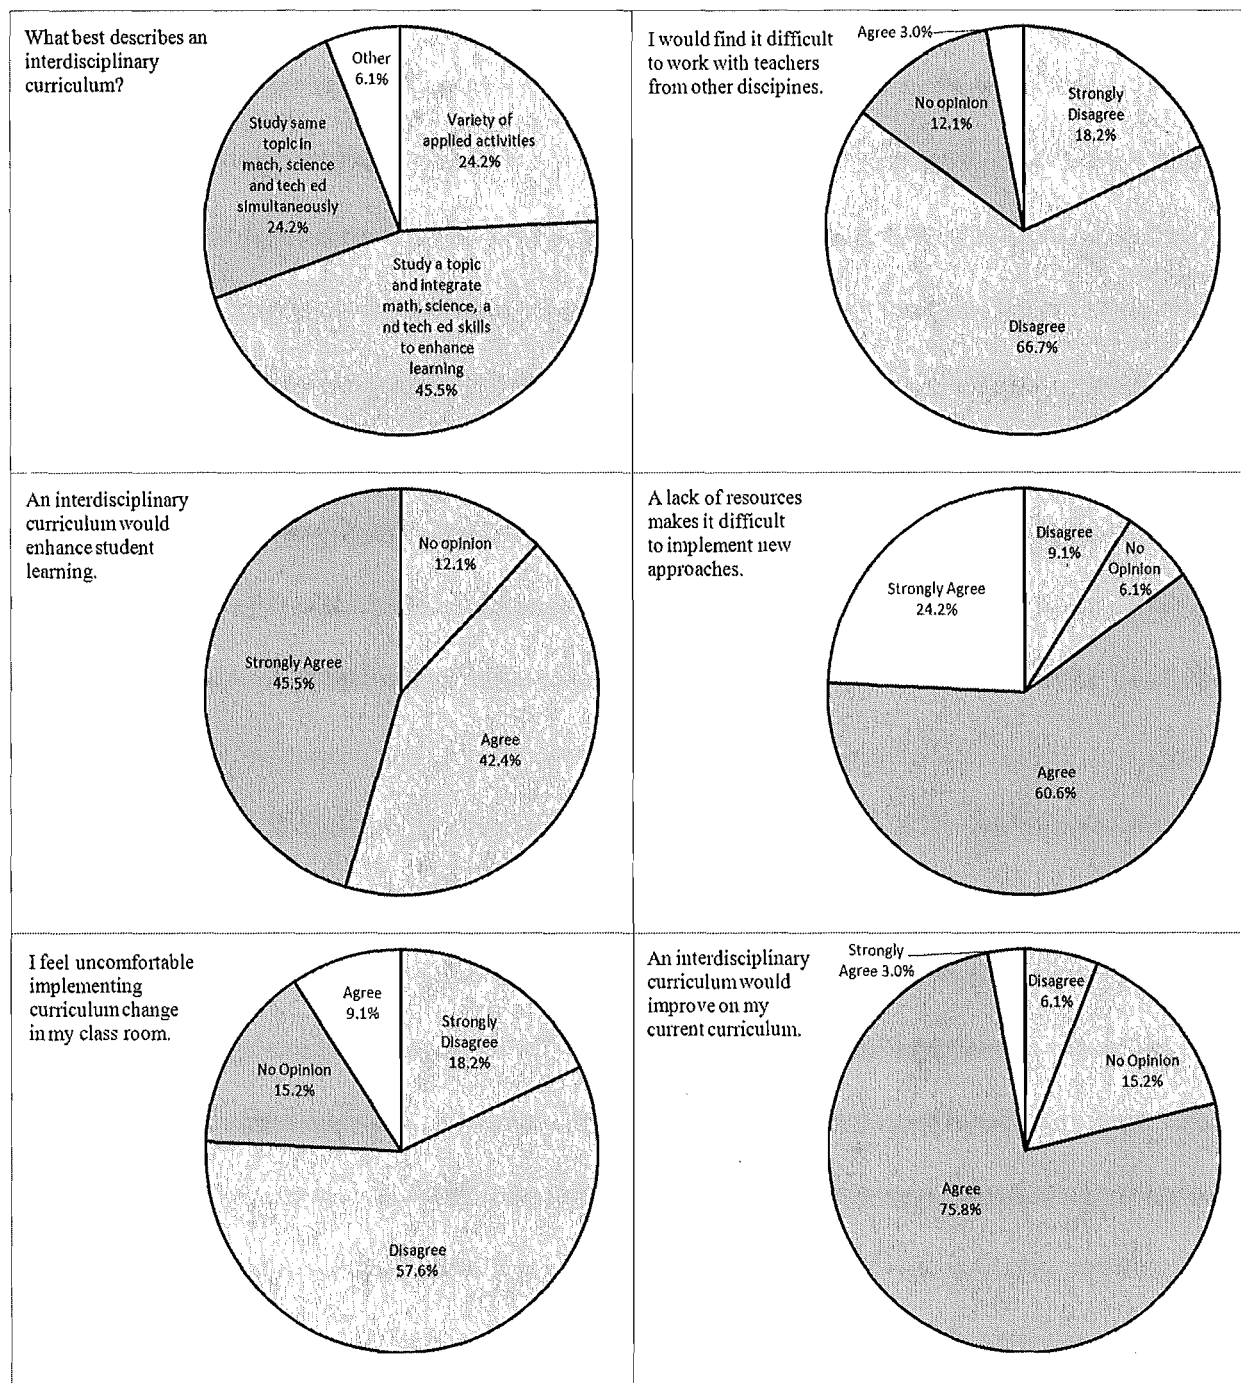 What best describes an
interdisciplinary
curriculum?
Other
6.1%
Variety of
applied activities
24.2%
Study same
topic in
mach, science
and tech ed
simultaneously
24.2%
Study a topic
and integrate
math, science, a
nd tech ed skills
to enhance
learning
45.5%
I would find it difficult
to work with teachers
from other discipines.
Agree 3.0%
No opinion
12.1%
Strongly
Disagree
18.2%
Disagree
66.7%
An interdisciplinary
curriculum would
enhance student
learning.
No opinion
12.1%
Strongly Agree
45.5%
Agree
42.4%
A lack of resources
makes it difficult
to implement new
approaches.
Disagree
9.1%
No
Opinion
6.1%
Strongly Agree
24.2%
Agree
60.6%
I feel uncomfortable
implementing
curriculum change
in my class room.
Agree
9.1%
Strongly
Disagree
18.2%
No Opinion
15.2%
Disagree
57.6%
An interdisciplinary
curriculum would
improve on my
current curriculum.
Strongly
Agree 3.0%
Disagree
6.1%
No Opinion
15.2%
Agree
75.8%